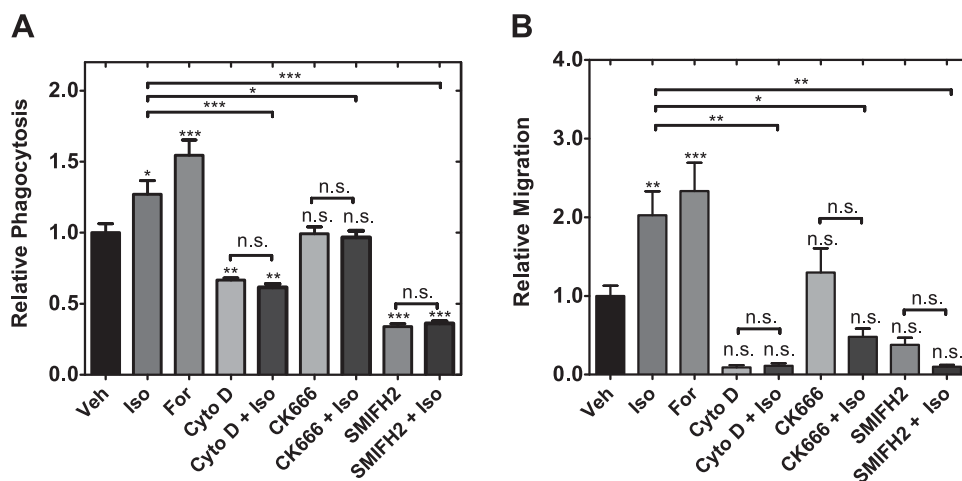 A
Relative Phagocytosis
2.0
1.5
1.0
0.5
0.0
***
*
***
*
***
**
n.s.
**
n.s.
n.s.
n.s.
***
n.s.
***
Veh
Iso
For
Cyto D
Cyto D + Iso
CK666
CK666 + Iso
SMIFH2
SMIFH2 + Iso
B
Relative Migration
4.0
3.0
2.0
1.0
0.0
**
*
**
**
***
n.s.
n.s.
n.s.
n.s.
n.s.
n.s.
n.s.
n.s.
n.s.
Veh
Iso
For
Cyto D
Cyto D + Iso
CK666
CK666 + Iso
SMIFH2
SMIFH2 + Iso